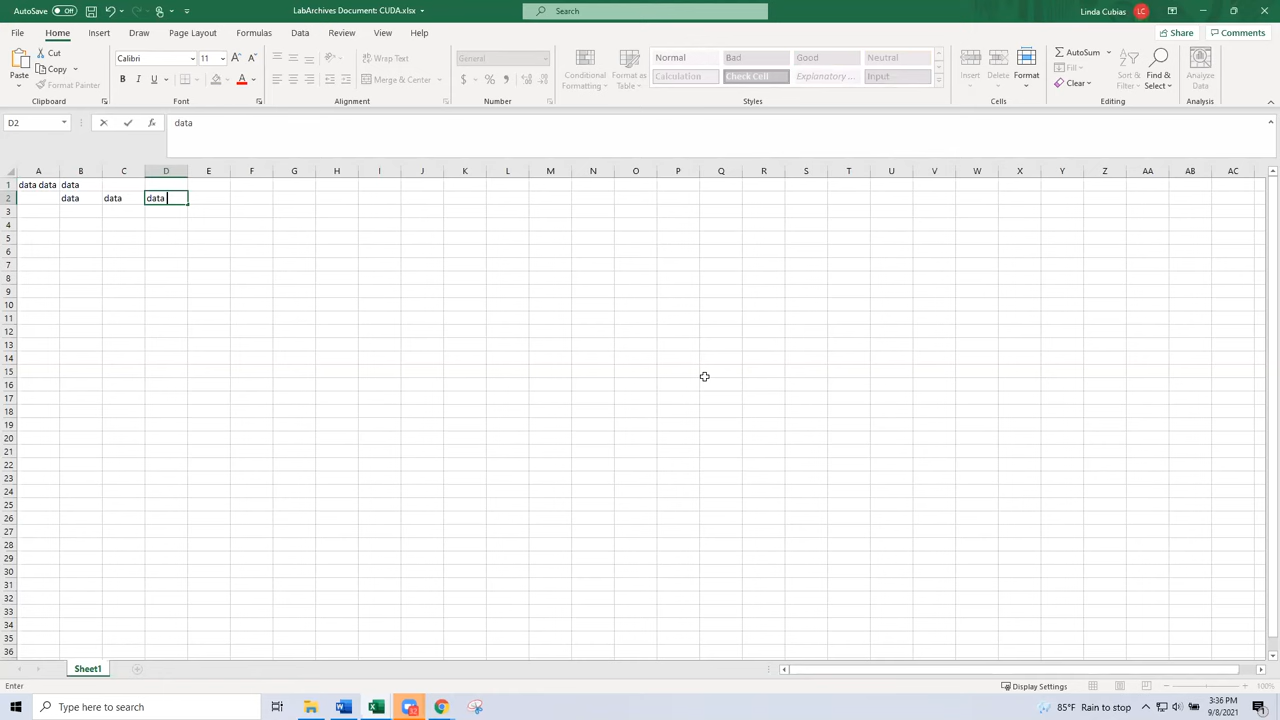 AutoSave Off LabArchives Document: CUDA.xlsx Search Linda Cubias LC
File Home Insert Draw Page Layout Formulas Data Review View Help Share Comments
Paste Cut Copy Format Painter Clipboard
Calibri 11 B I U A Font
Wrap Text Merge & Center Alignment
General $ % Number
Conditional Formatting Format as Table
Normal Bad Good Neutral
Calculation Check Cell Explanatory ... Input
Styles
Insert Delete Format Cells
AutoSum Fill Clear Sort & Filter Find & Select Editing
Analyze Data Analysis
D2 fx data
A B C D E F G H I J K L M N O P Q R S T U V W X Y Z AA AB AC
1 data data data
2 data data data
3
4
5
6
7
8
9
10
11
12
13
14
15
16
17
18
19
20
21
22
23
24
25
26
27
28
29
30
31
32
33
34
35
36
Sheet1
Enter Display Settings 100%
Type here to search 85°F Rain to stop 3:36 PM
9/8/2021